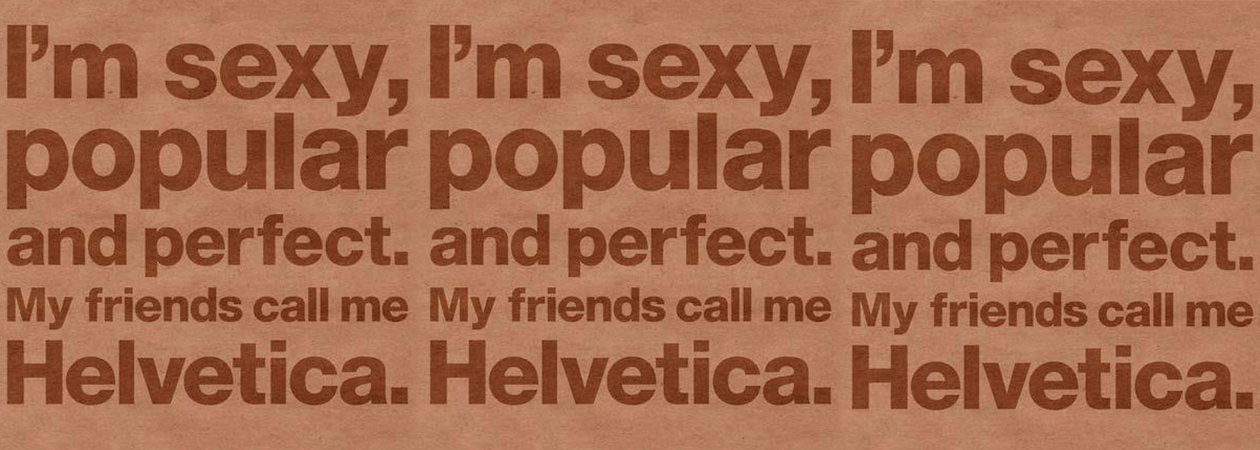 I'm sexy,
popular
and perfect.
My friends call me
Helvetica.
I'm sexy,
popular
and perfect.
My friends call me
Helvetica.
I'm sexy,
popular
and perfect.
My friends call me
Helvetica.